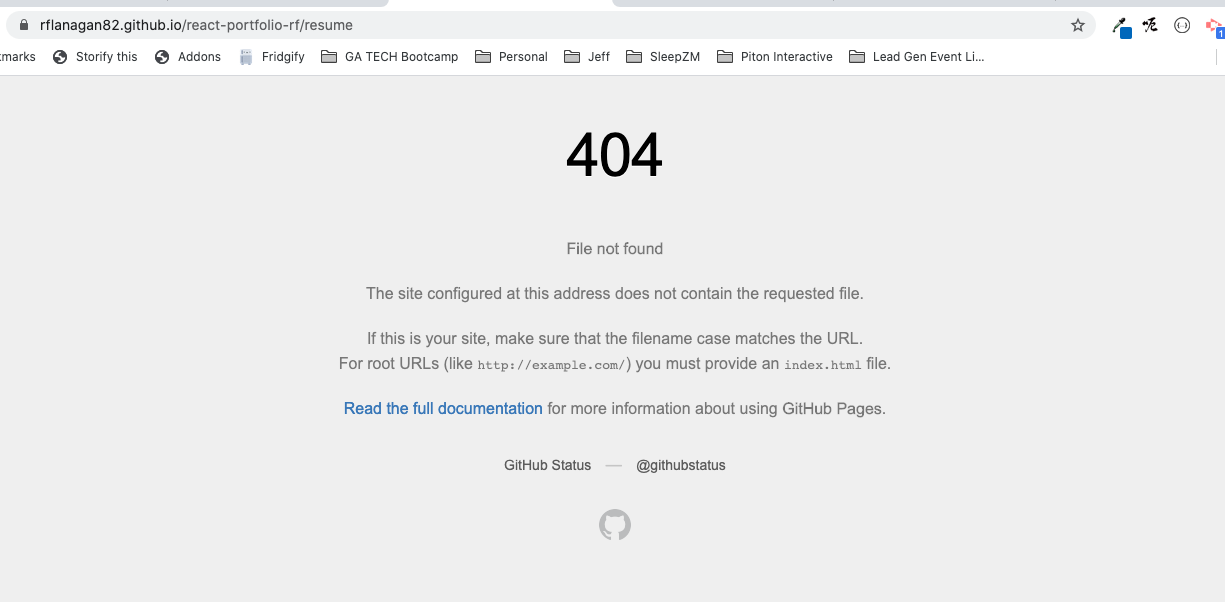 rflanagan82.github.io/react-portfolio-rf/resume
marks Storify this Addons Fridgify GA TECH Bootcamp Personal Jeff SleepZM Piton Interactive Lead Gen Event Li...
1
404
File not found
The site configured at this address does not contain the requested file.
If this is your site, make sure that the filename case matches the URL.
For root URLs (like http://example.com/) you must provide an index.html file.
Read the full documentation for more information about using GitHub Pages.
GitHub Status — @githubstatus